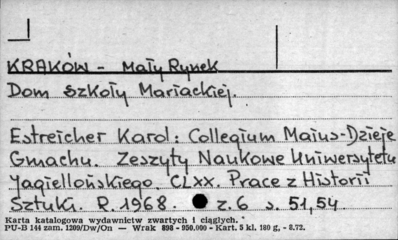 KRAKÓW - Mały Rynek
Dom Szkoły Mariackiej.
Estreicher Karol: Collegium Maius-Dzieje
Gmachu. Zeszyty Naukowe Uniwersytetu
Jagiellońskiego. CLXX. Prace z Historii
Sztuki. R. 1968. z. 6 s. 51, 54.
Karta katalogowa wydawnictw zwartych i ciągłych.
PU-B 144 zam. 1209/Dw/On — Wrak 898 - 950.000 - Kart. 5 kl. 180 g, - 8.72.